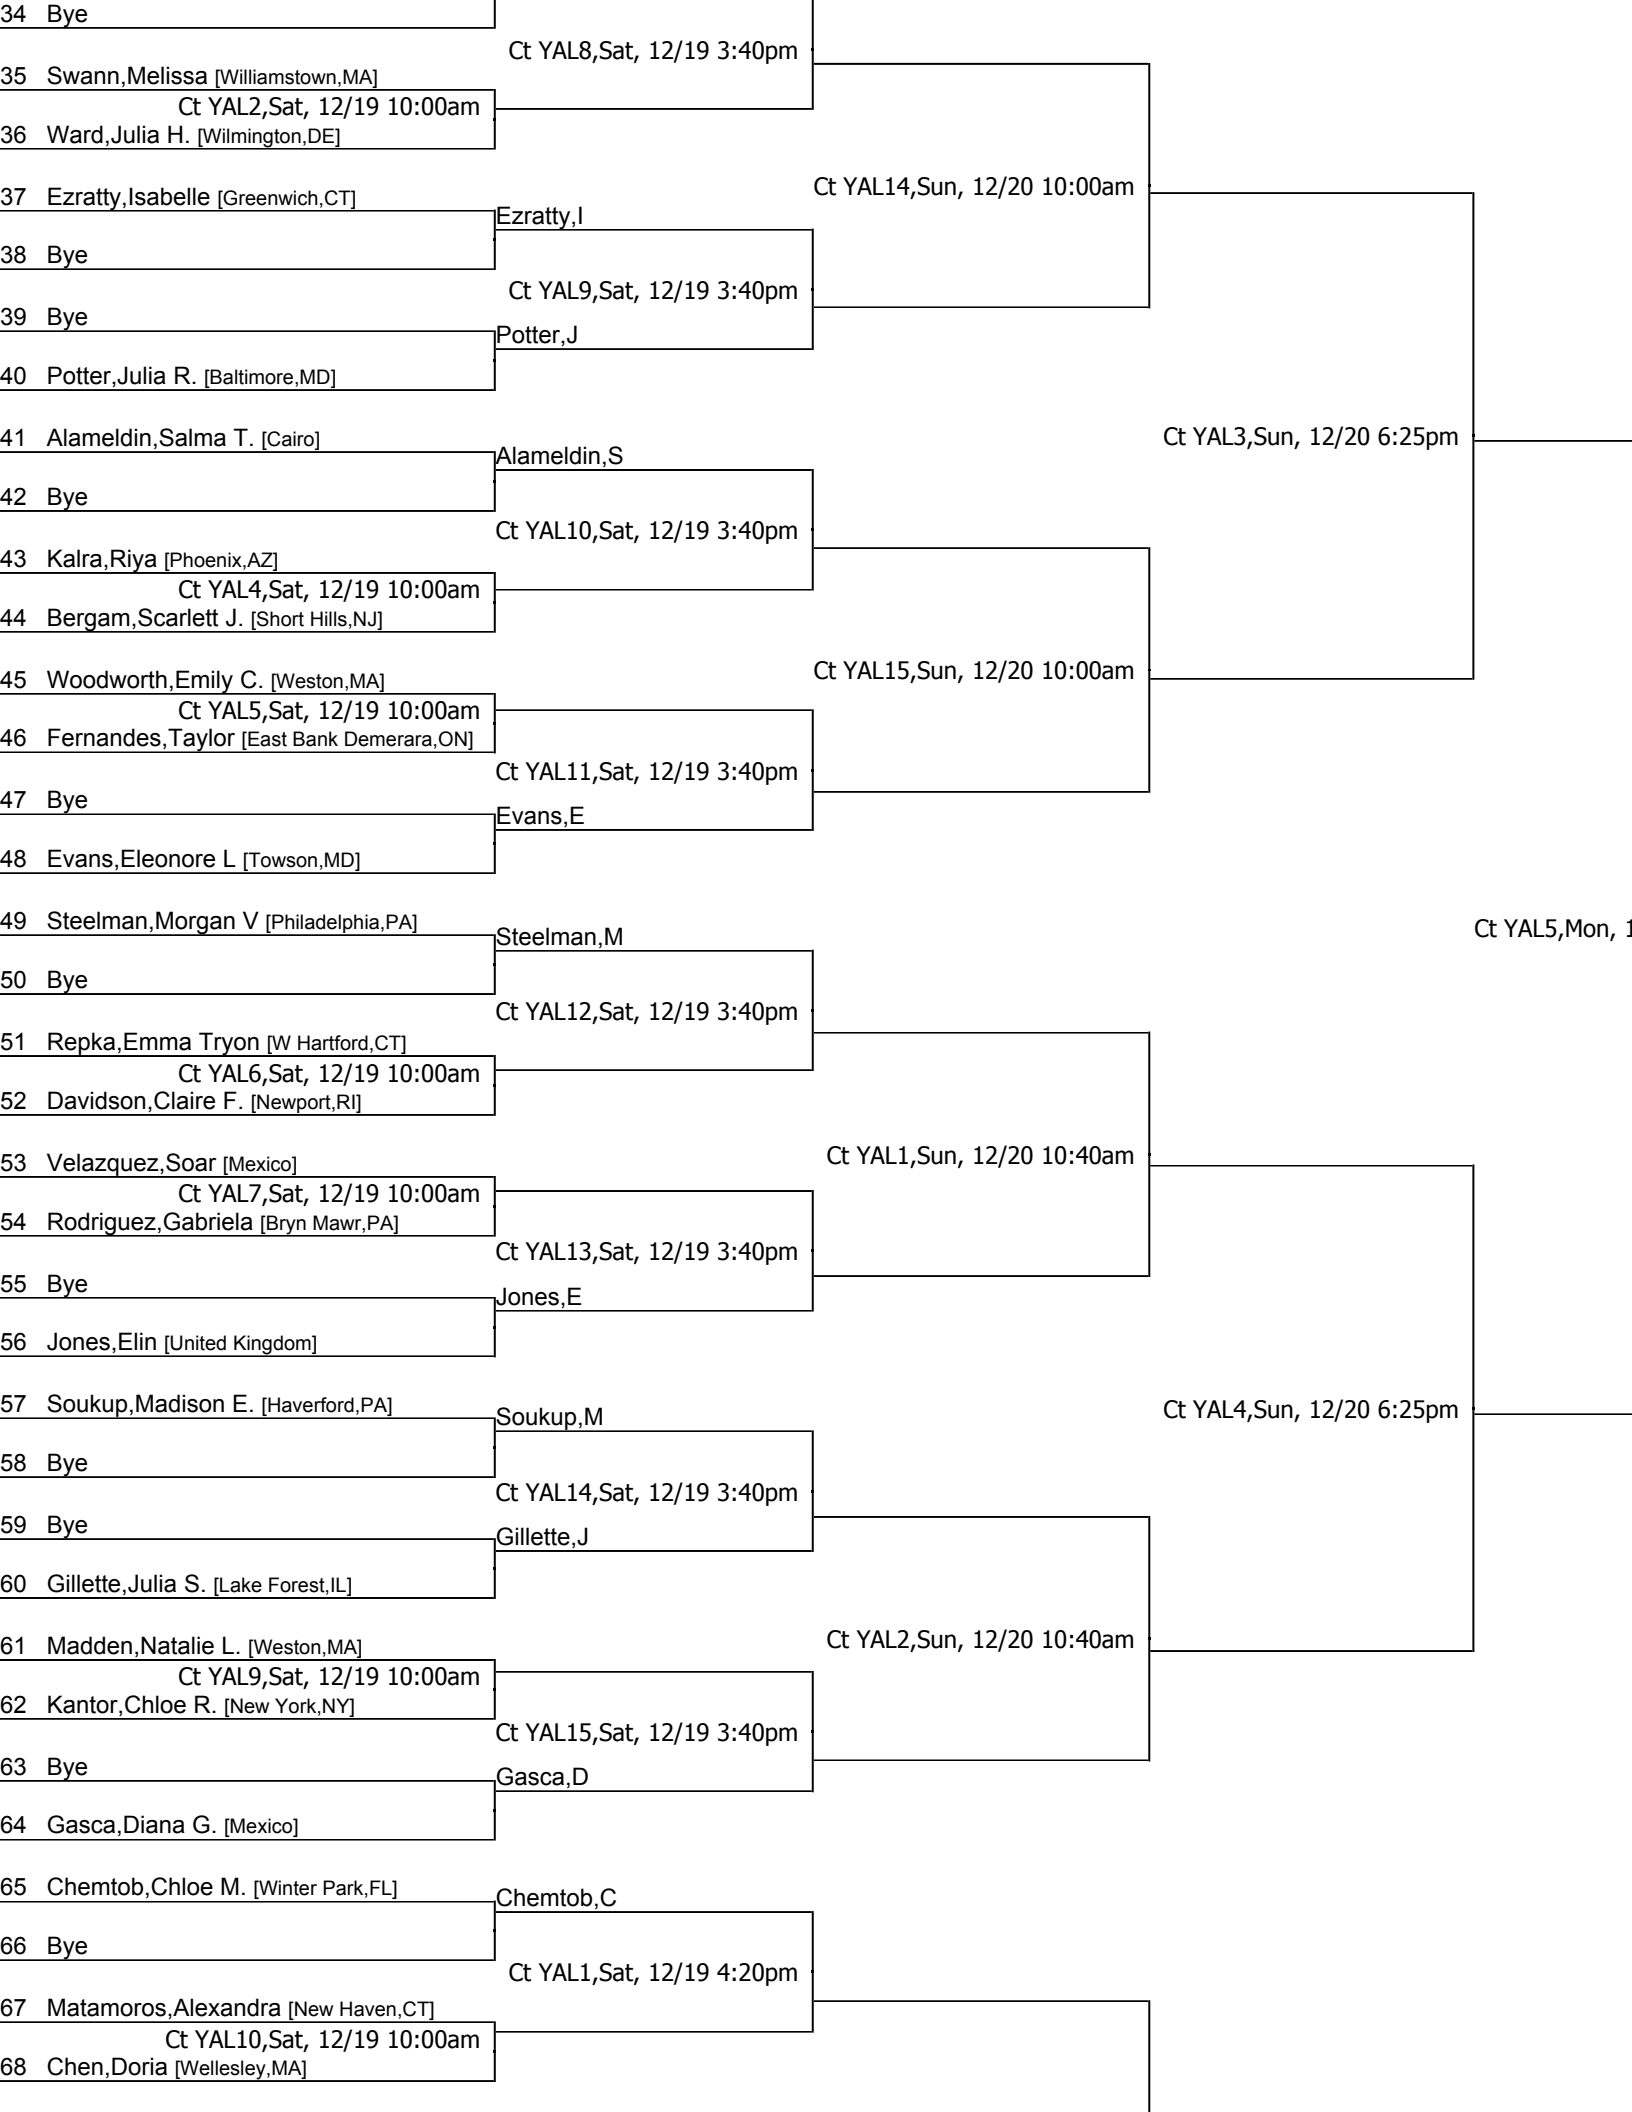 34 Bye
Ct YAL8,Sat, 12/19 3:40pm
35 Swann,Melissa [Williamstown,MA]
Ct YAL2,Sat, 12/19 10:00am
36 Ward,Julia H. [Wilmington,DE]
Ct YAL14,Sun, 12/20 10:00am
37 Ezratty,Isabelle [Greenwich,CT]
Ezratty,I
38 Bye
Ct YAL9,Sat, 12/19 3:40pm
39 Bye
Potter,J
40 Potter,Julia R. [Baltimore,MD]
Ct YAL3,Sun, 12/20 6:25pm
41 Alameldin,Salma T. [Cairo]
Alameldin,S
42 Bye
Ct YAL10,Sat, 12/19 3:40pm
43 Kalra,Riya [Phoenix,AZ]
Ct YAL4,Sat, 12/19 10:00am
44 Bergam,Scarlett J. [Short Hills,NJ]
Ct YAL15,Sun, 12/20 10:00am
45 Woodworth,Emily C. [Weston,MA]
Ct YAL5,Sat, 12/19 10:00am
46 Fernandes,Taylor [East Bank Demerara,ON]
Ct YAL11,Sat, 12/19 3:40pm
47 Bye
Evans,E
48 Evans,Eleonore L [Towson,MD]
49 Steelman,Morgan V [Philadelphia,PA]
Ct YAL5,Mon, 1
Steelman,M
50 Bye
Ct YAL12,Sat, 12/19 3:40pm
51 Repka,Emma Tryon [W Hartford,CT]
Ct YAL6,Sat, 12/19 10:00am
52 Davidson,Claire F. [Newport,RI]
Ct YAL1,Sun, 12/20 10:40am
53 Velazquez,Soar [Mexico]
Ct YAL7,Sat, 12/19 10:00am
54 Rodriguez,Gabriela [Bryn Mawr,PA]
Ct YAL13,Sat, 12/19 3:40pm
55 Bye
Jones,E
56 Jones,Elin [United Kingdom]
57 Soukup,Madison E. [Haverford,PA]
Ct YAL4,Sun, 12/20 6:25pm
Soukup,M
58 Bye
Ct YAL14,Sat, 12/19 3:40pm
59 Bye
Gillette,J
60 Gillette,Julia S. [Lake Forest,IL]
Ct YAL2,Sun, 12/20 10:40am
61 Madden,Natalie L. [Weston,MA]
Ct YAL9,Sat, 12/19 10:00am
62 Kantor,Chloe R. [New York,NY]
Ct YAL15,Sat, 12/19 3:40pm
63 Bye
Gasca,D
64 Gasca,Diana G. [Mexico]
65 Chemtob,Chloe M. [Winter Park,FL]
Chemtob,C
66 Bye
Ct YAL1,Sat, 12/19 4:20pm
67 Matamoros,Alexandra [New Haven,CT]
Ct YAL10,Sat, 12/19 10:00am
68 Chen,Doria [Wellesley,MA]